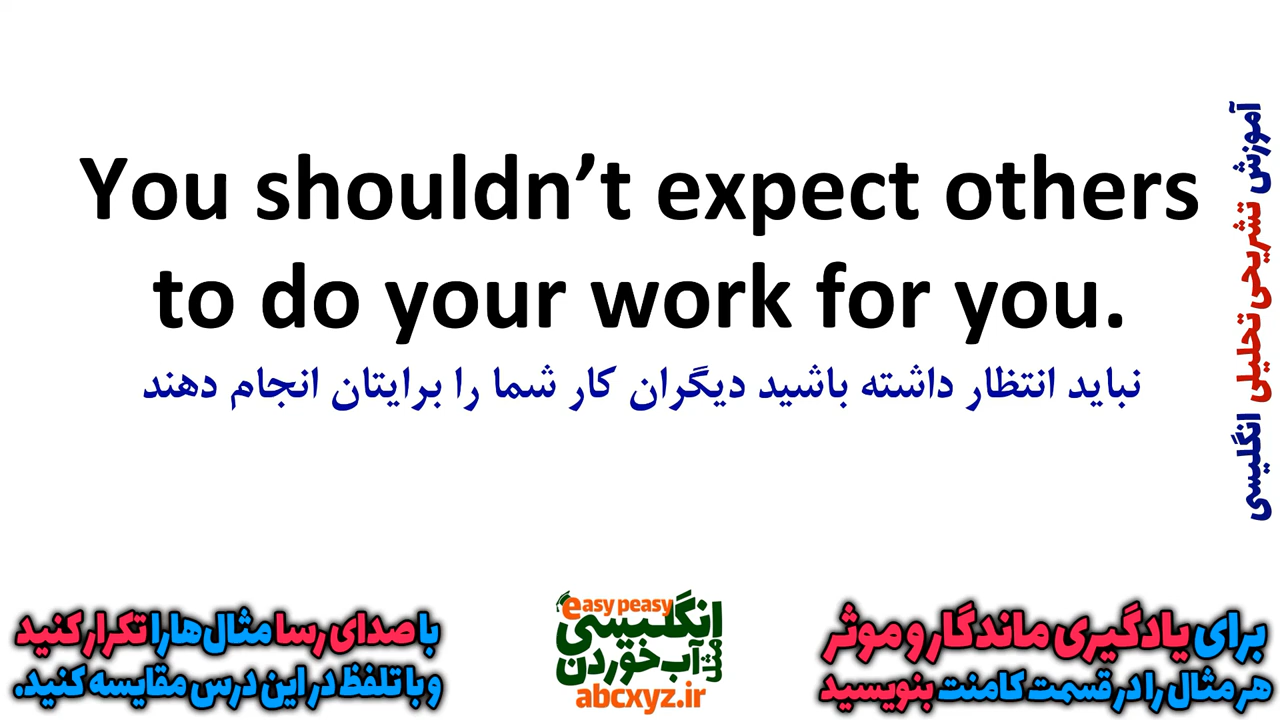 You shouldn’t expect others
to do your work for you.
نباید انتظار داشته باشید دیگران کار شما را برایتان انجام دهند
آموزش تشریحی تحلیلی انگلیسی
برای یادگیری ماندگار و موثر
هر مثال را در قسمت کامنت بنویسید
easy peasy
انگلیسی
مثل آب خوردن
abcxyz.ir
با صدای رسا مثال‌ها را تکرار کنید
و با تلفظ در این درس مقایسه کنید.